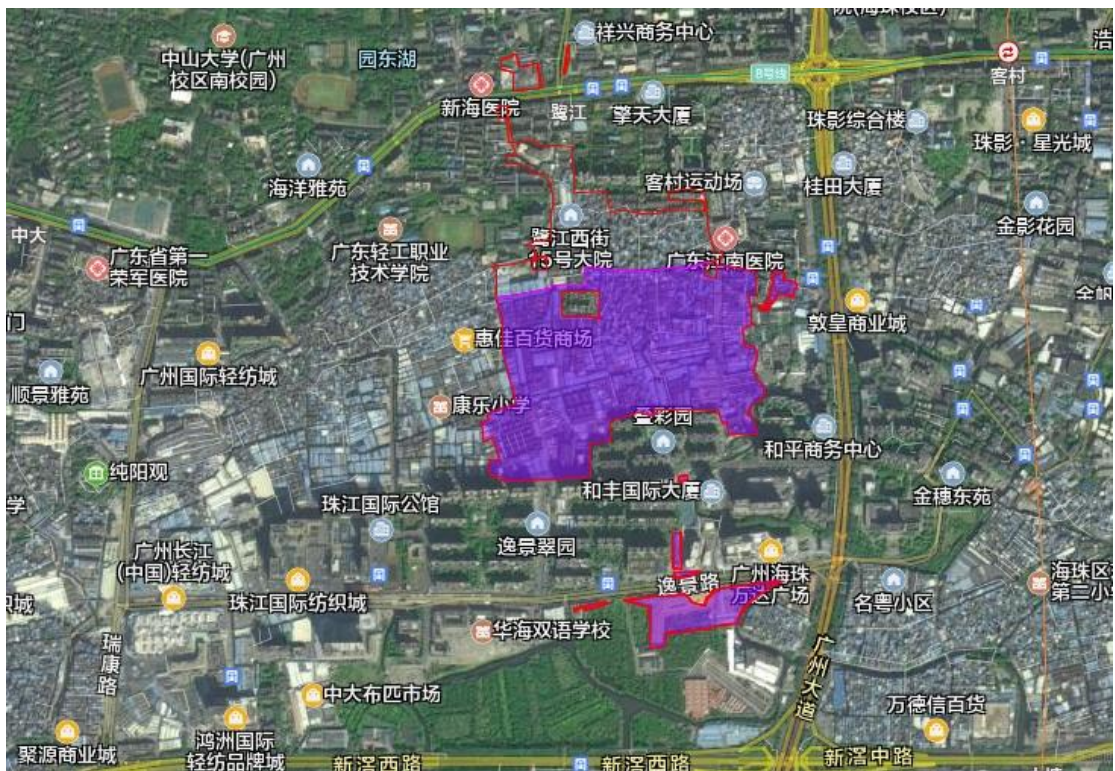 院(海珠校区)
祥兴商务中心
中山大学(广州
校区南校园)
园东湖
浩
客村
8号线
新海医院
鹭江
擎天大厦
珠影综合楼
珠影·星光城
海洋雅苑
客村运动场
桂田大厦
金影花园
中大
广东省第一
荣军医院
广东轻工职业
技术学院
鹭江西街
15号大院
广东江南医院
金帆
门
敦皇商业城
惠佳百货商场
广州国际轻纺城
顺景雅苑
康乐小学
叠彩园
和平商务中心
纯阳观
学
珠江国际公馆
和丰国际大厦
金穗东苑
逸景翠园
广州长江
(中国)轻纺城
珠江国际纺织城
逸景路
广州海珠
万达广场
名粤小区
海珠区
第二小
织城
华海双语学校
瑞康路
广州大道
中大布匹市场
万德信百货
聚源商业城
鸿洲国际
轻纺品牌城
新滘西路
新滘西路
新滘中路